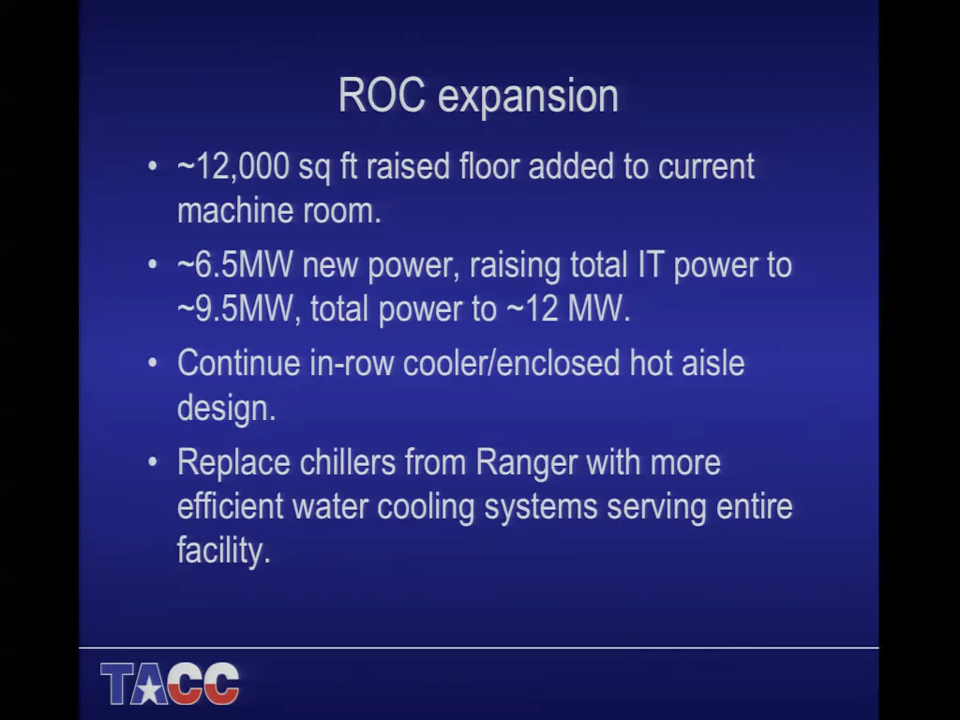 ROC expansion
• ~12,000 sq ft raised floor added to current
machine room.
• ~6.5MW new power, raising total IT power to
~9.5MW, total power to ~12 MW.
• Continue in-row cooler/enclosed hot aisle
design.
• Replace chillers from Ranger with more
efficient water cooling systems serving entire
facility.
TACC